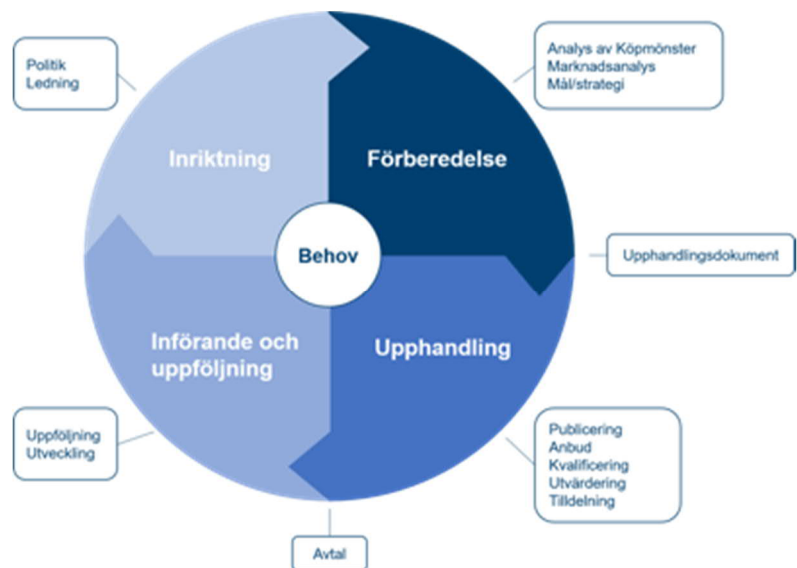 Politik
Ledning
Analys av Köpmönster
Marknadsanalys
Mål/strategi
Inriktning
Förberedelse
Behov
Upphandlingsdokument
Införande och
uppföljning
Upphandling
Uppföljning
Utveckling
Publicering
Anbud
Kvalificering
Utvärdering
Tilldelning
Avtal